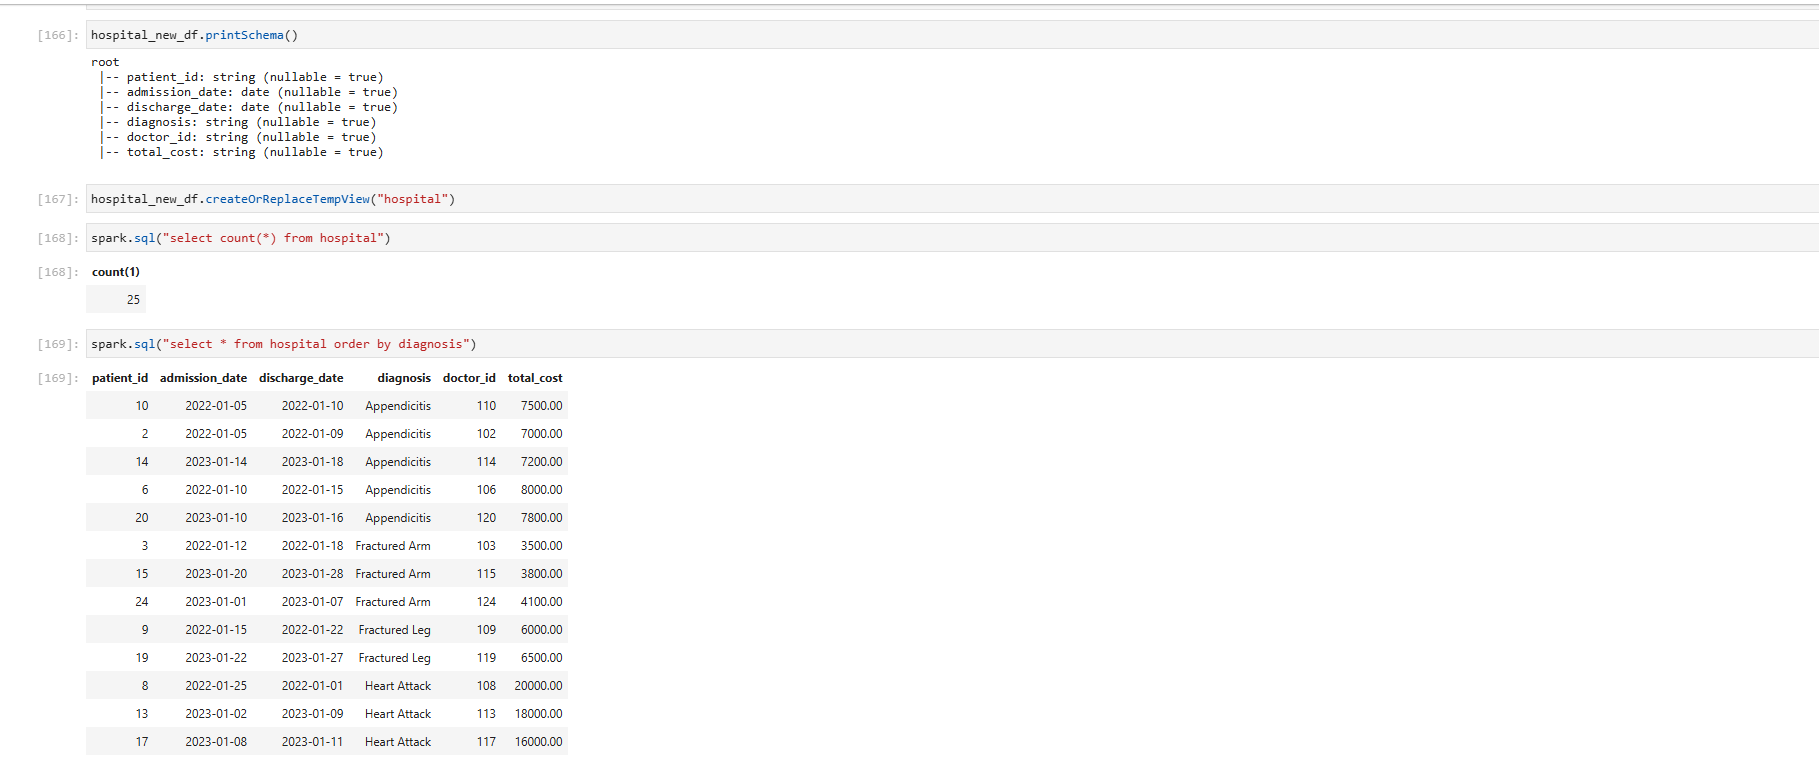 [166]: hospital_new_df.printSchema()
root
|-- patient_id: string (nullable = true)
|-- admission_date: date (nullable = true)
|-- discharge_date: date (nullable = true)
|-- diagnosis: string (nullable = true)
|-- doctor_id: string (nullable = true)
|-- total_cost: string (nullable = true)
[167]: hospital_new_df.createOrReplaceTempView("hospital")
[168]: spark.sql("select count(*) from hospital")
[168]: count(1)
25
[169]: spark.sql("select * from hospital order by diagnosis")
[169]: patient_id admission_date discharge_date diagnosis doctor_id total_cost
10 2022-01-05 2022-01-10 Appendicitis 110 7500.00
2 2022-01-05 2022-01-09 Appendicitis 102 7000.00
14 2023-01-14 2023-01-18 Appendicitis 114 7200.00
6 2022-01-10 2022-01-15 Appendicitis 106 8000.00
20 2023-01-10 2023-01-16 Appendicitis 120 7800.00
3 2022-01-12 2022-01-18 Fractured Arm 103 3500.00
15 2023-01-20 2023-01-28 Fractured Arm 115 3800.00
24 2023-01-01 2023-01-07 Fractured Arm 124 4100.00
9 2022-01-15 2022-01-22 Fractured Leg 109 6000.00
19 2023-01-22 2023-01-27 Fractured Leg 119 6500.00
8 2022-01-25 2022-01-01 Heart Attack 108 20000.00
13 2023-01-02 2023-01-09 Heart Attack 113 18000.00
17 2023-01-08 2023-01-11 Heart Attack 117 16000.00